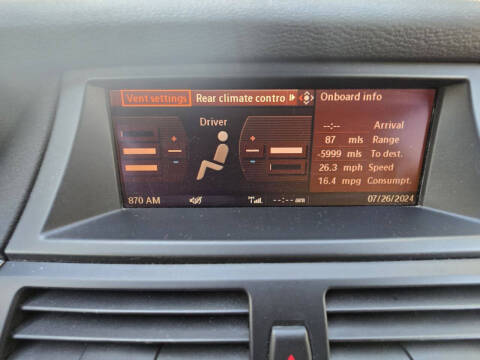 Vent settings Rear climate contro Onboard info
Driver
--:-- Arrival
87 mls Range
-5999 mls To dest.
26.3 mph Speed
16.4 mpg Consumpt.
870 AM --:-- am 07/26/2024